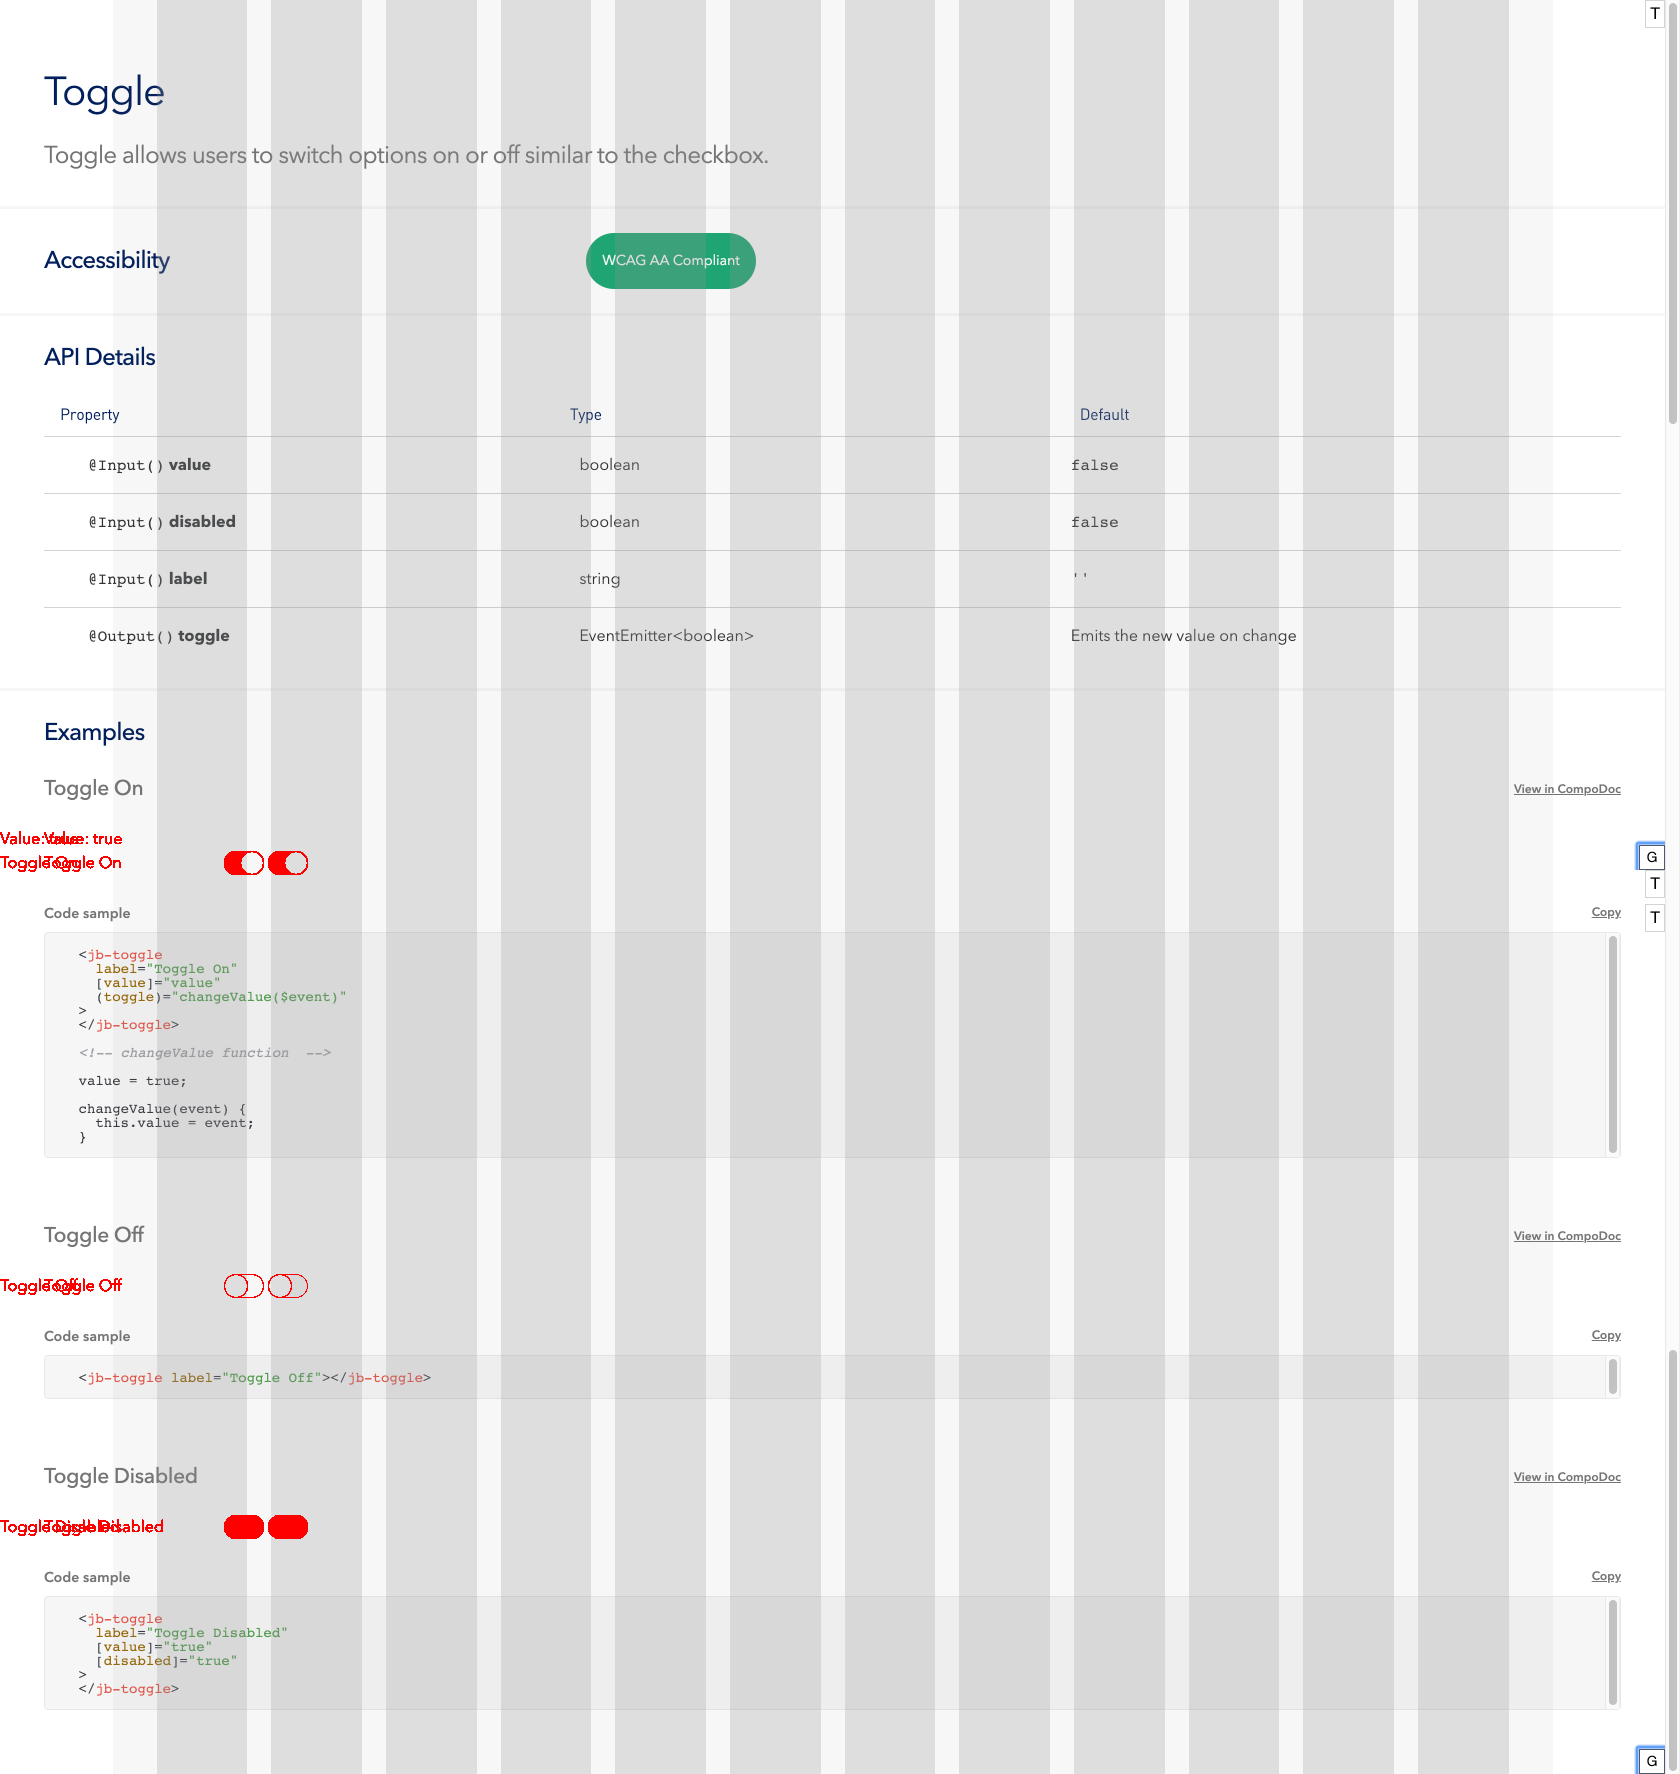 T
Toggle
Toggle allows users to switch options on or off similar to the checkbox.
Accessibility
WCAG AA Compliant
API Details
Property Type Default
@Input() value boolean false
@Input() disabled boolean false
@Input() label string ''
@Output() toggle EventEmitter<boolean> Emits the new value on change
Examples
Toggle On View in CompoDoc
Value: true
Toggle On
G
T
Code sample Copy T
<jb-toggle
label="Toggle On"
[value]="value"
(toggle)="changeValue($event)"
>
</jb-toggle>
<!-- changeValue function -->
value = true;
changeValue(event) {
this.value = event;
}
Toggle Off View in CompoDoc
Toggle Off
Code sample Copy
<jb-toggle label="Toggle Off"></jb-toggle>
Toggle Disabled View in CompoDoc
Toggle Disabled
Code sample Copy
<jb-toggle
label="Toggle Disabled"
[value]="true"
[disabled]="true"
>
</jb-toggle>
G